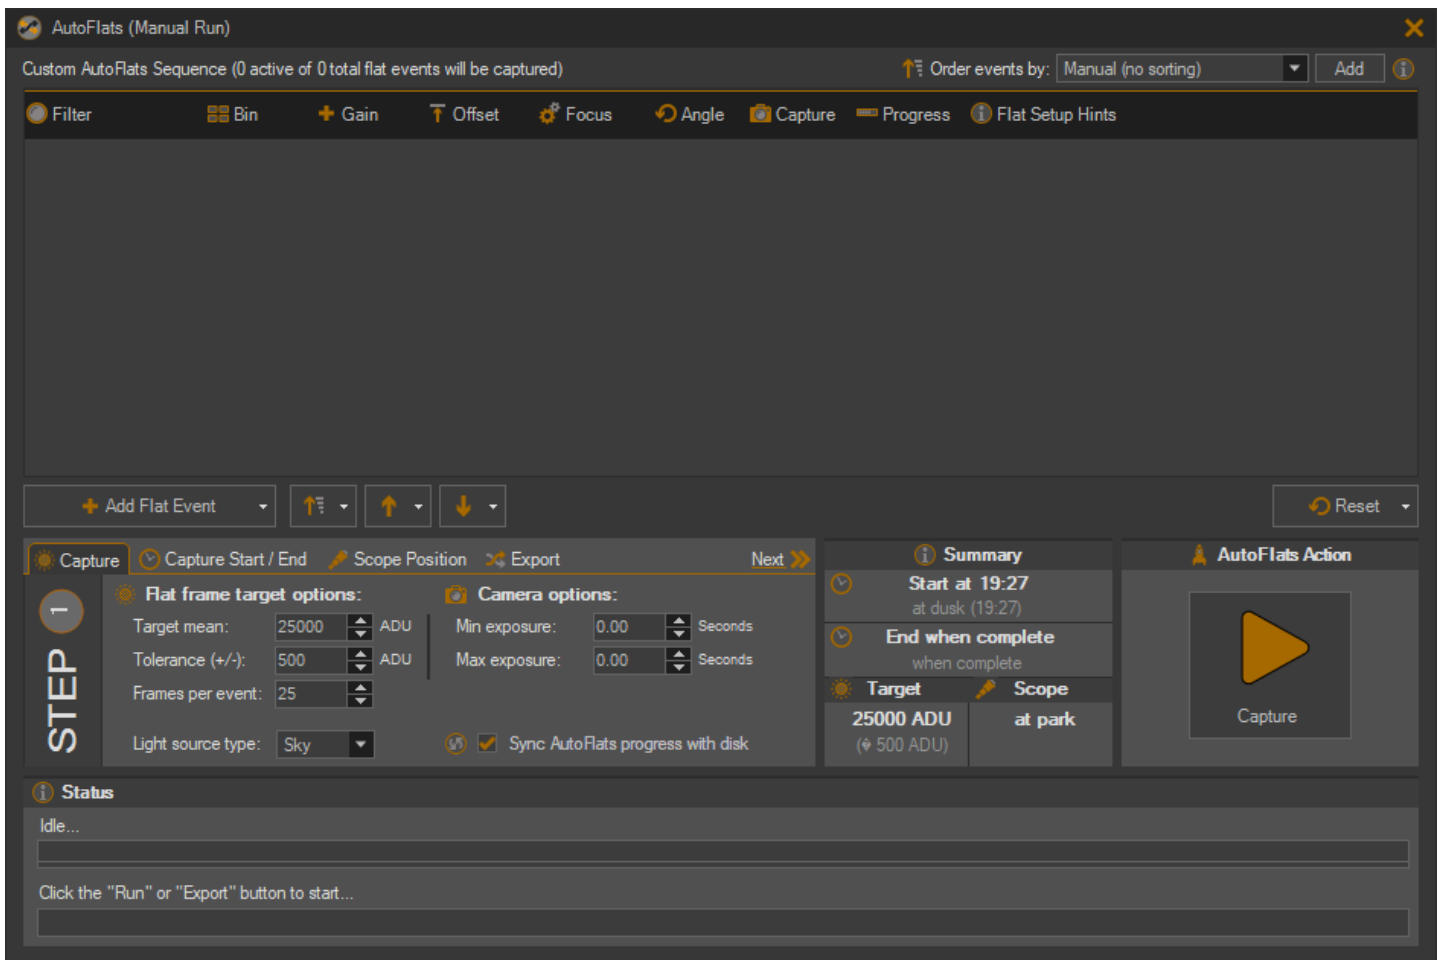 AutoFlats (Manual Run)
Custom AutoFlats Sequence (0 active of 0 total flat events will be captured)
Order events by: Manual (no sorting) Add
Filter Bin Gain Offset Focus Angle Capture Progress Flat Setup Hints
Add Flat Event
Reset
Capture Capture Start / End Scope Position Export Next
STEP 1
Flat frame target options:
Target mean: 25000 ADU
Tolerance (+/-): 500 ADU
Frames per event: 25
Light source type: Sky
Camera options:
Min exposure: 0.00 Seconds
Max exposure: 0.00 Seconds
Sync AutoFlats progress with disk
Summary
Start at 19:27
at dusk (19:27)
End when complete
when complete
Target
25000 ADU
(� 500 ADU)
Scope
at park
AutoFlats Action
Capture
Status
Idle...
Click the "Run" or "Export" button to start...